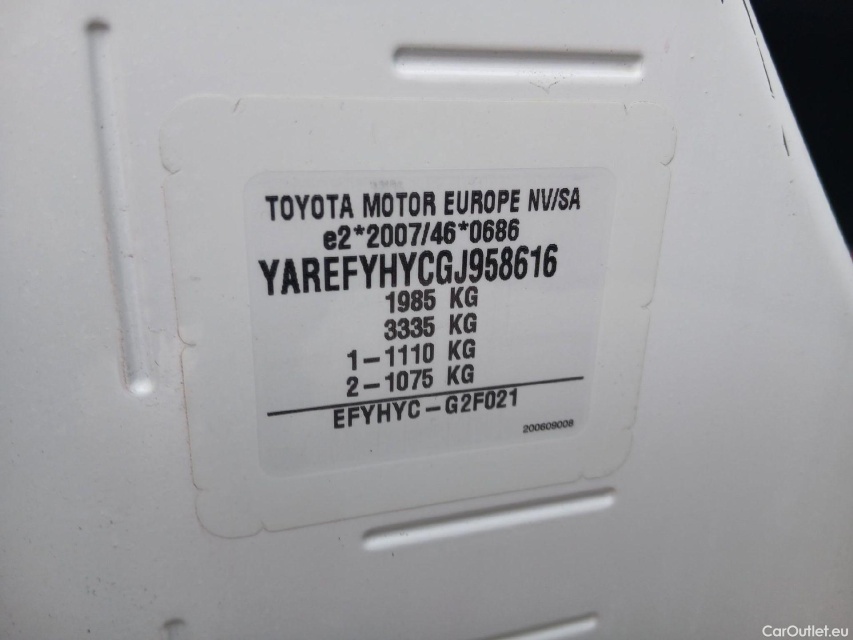 TOYOTA MOTOR EUROPE NV/SA
e2*2007/46*0686
YAREFYHYCGJ958616
1985 KG
3335 KG
1-1110 KG
2-1075 KG
EFYHYC-G2F021
200609008
CarOutlet.eu